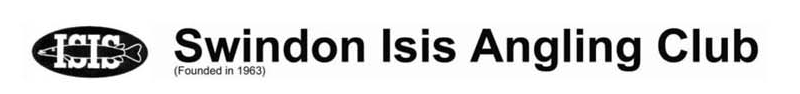 ISIS
Swindon Isis Angling Club
(Founded in 1963)